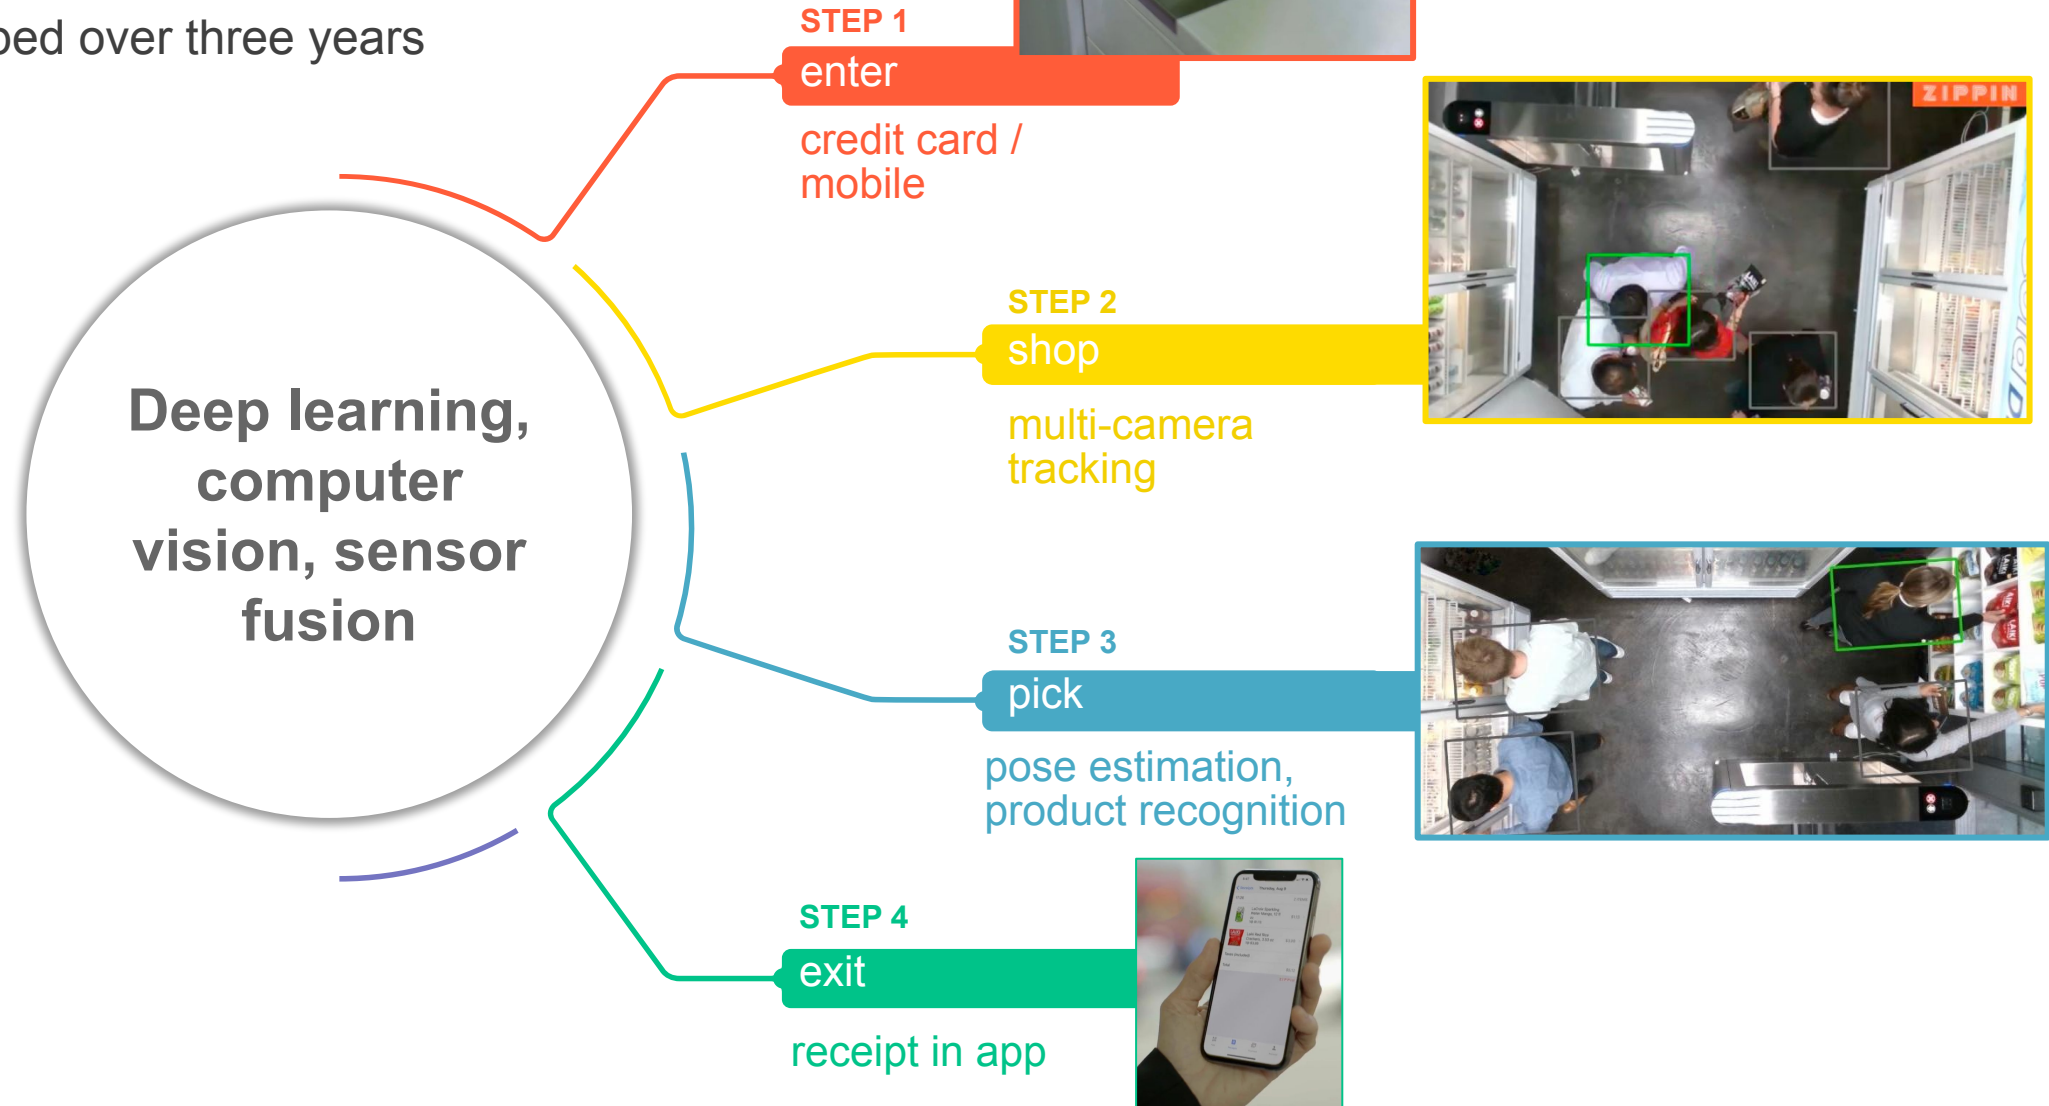 ped over three years
STEP 1
enter
credit card /
mobile
ZIPPIN
STEP 2
shop
multi-camera
tracking
Deep learning,
computer
vision, sensor
fusion
STEP 3
pick
pose estimation,
product recognition
STEP 4
exit
receipt in app